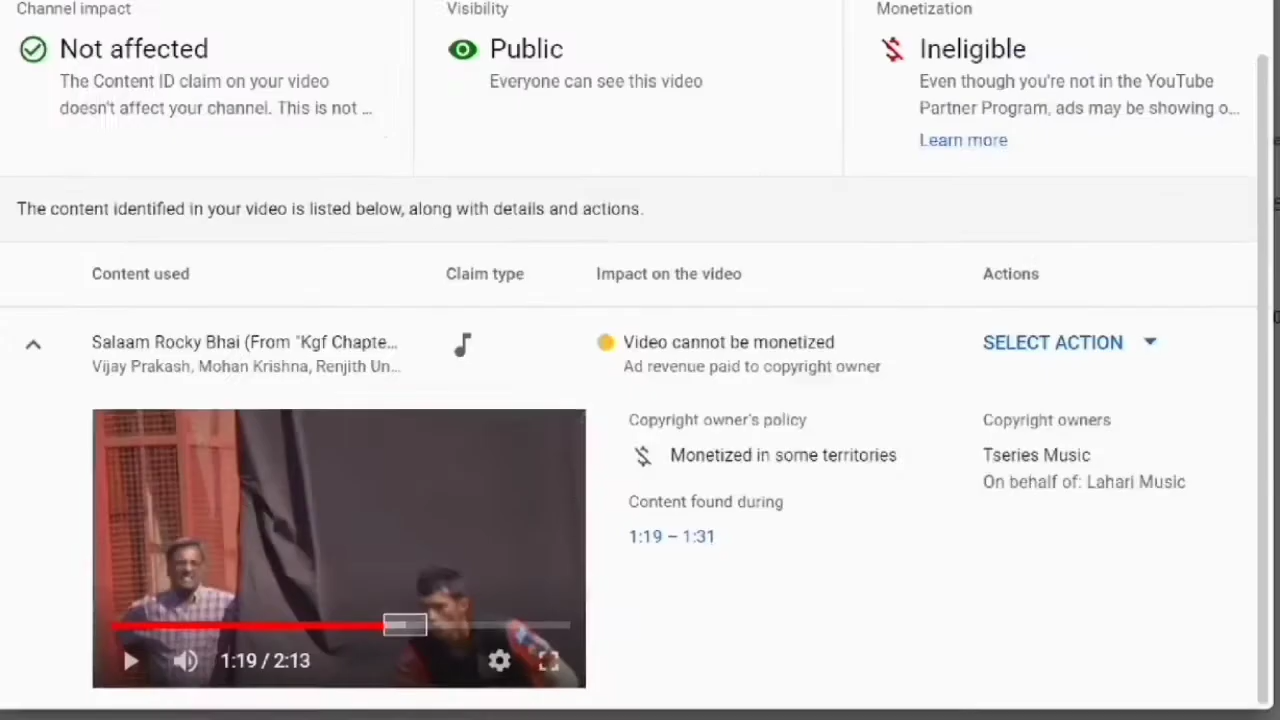 Channel impact
Not affected
The Content ID claim on your video
doesn't affect your channel. This is not ...
Visibility
Public
Everyone can see this video
Monetization
Ineligible
Even though you're not in the YouTube
Partner Program, ads may be showing o...
Learn more
The content identified in your video is listed below, along with details and actions.
Content used Claim type Impact on the video Actions
Salaam Rocky Bhai (From "Kgf Chapte...
Vijay Prakash, Mohan Krishna, Renjith Un...
Video cannot be monetized
Ad revenue paid to copyright owner
SELECT ACTION
Copyright owner's policy
Monetized in some territories
Content found during
1:19 – 1:31
Copyright owners
Tseries Music
On behalf of: Lahari Music
1:19 / 2:13